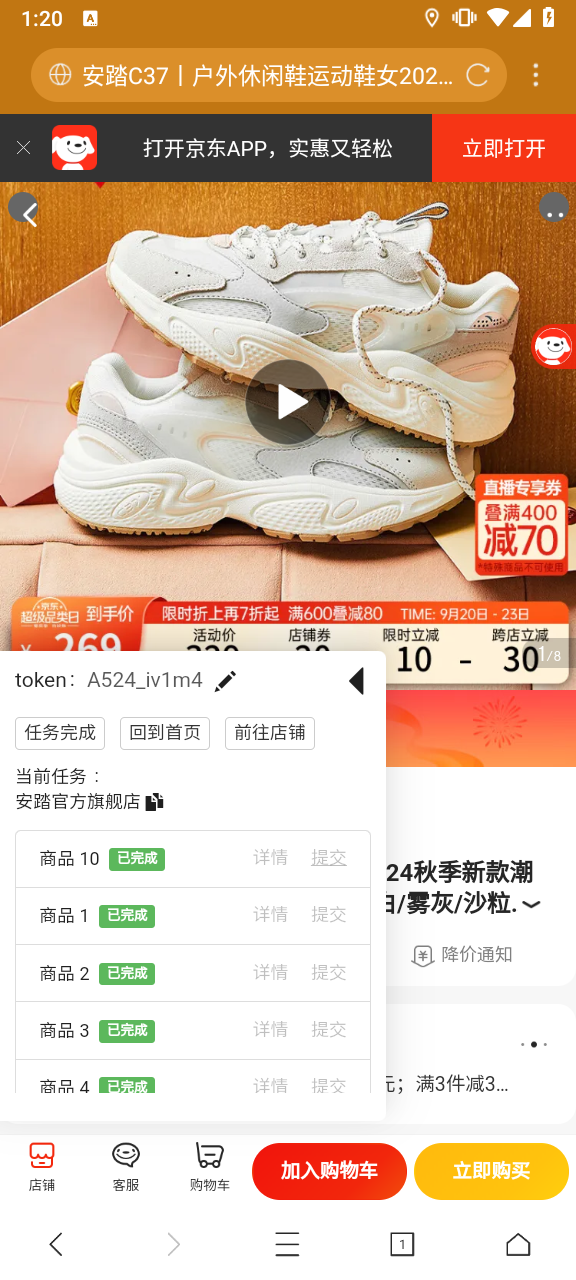 1:20
A
安踏C37丨户外休闲鞋运动鞋女202...
打开京东APP，实惠又轻松
立即打开
直播专享券
叠满400
减70
*特殊商品不可使用
京东
超级品类日
到手价
限时折上再7折起 满600叠减80 TIME: 9月20日 - 23日
¥ 269
活动价
店铺券
限时立减
跨店立减
10 - 30
1/8
token： A524_iv1m4
任务完成 回到首页 前往店铺
当前任务：
安踏官方旗舰店
商品 10 已完成 详情 提交
商品 1 已完成 详情 提交
商品 2 已完成 详情 提交
商品 3 已完成 详情 提交
商品 4 已完成 详情 提交
24秋季新款潮
白/雾灰/沙粒.
降价通知
元；满3件减3...
店铺 客服 购物车 加入购物车 立即购买
1